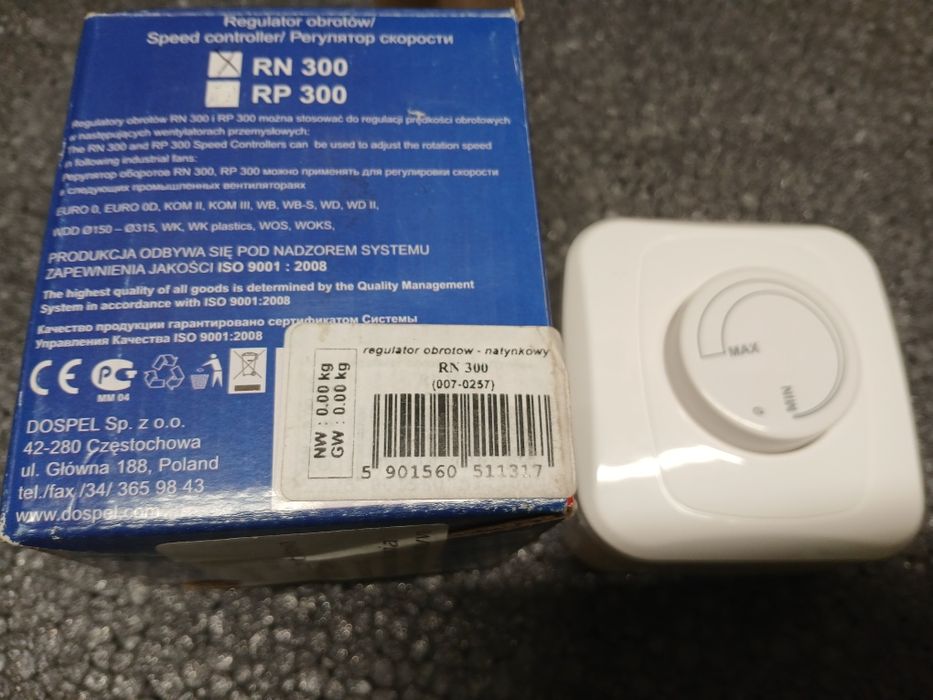 Regulator obrotów/
Speed controller/ Регулятор скорости
RN 300
RP 300
Regulatory obrotów RN 300 i RP 300 można stosować do regulacji prędkości obrotowych
w następujących wentylatorach przemysłowych:
The RN 300 and RP 300 Speed Controllers can be used to adjust the rotation speed
in following industrial fans:
Регулятор оборотов RN 300, RP 300 можно применять для регулировки скорости
в следующих промышленных вентиляторах
EURO 0, EURO 0D, KOM II, KOM III, WB, WB-S, WD, WD II,
WDD Ø150 – Ø315, WK, WK plastics, WOS, WOKS,
PRODUKCJA ODBYWA SIĘ POD NADZOREM SYSTEMU
ZAPEWNIENIA JAKOŚCI ISO 9001 : 2008
The highest quality of all goods is determined by the Quality Management
System in accordance with ISO 9001:2008
Качество продукции гарантировано сертификатом Системы
Управления Качества ISO 9001:2008
CE
MM 04
DOSPEL Sp. z o.o.
42-280 Częstochowa
ul. Główna 188, Poland
tel./fax /34/ 365 98 43
www.dospel.com
regulator obrotow - natynkowy
RN 300
(007-0257)
NW : 0.00 kg
GW : 0.00 kg
5 901560 511317
MAX
MIN
0